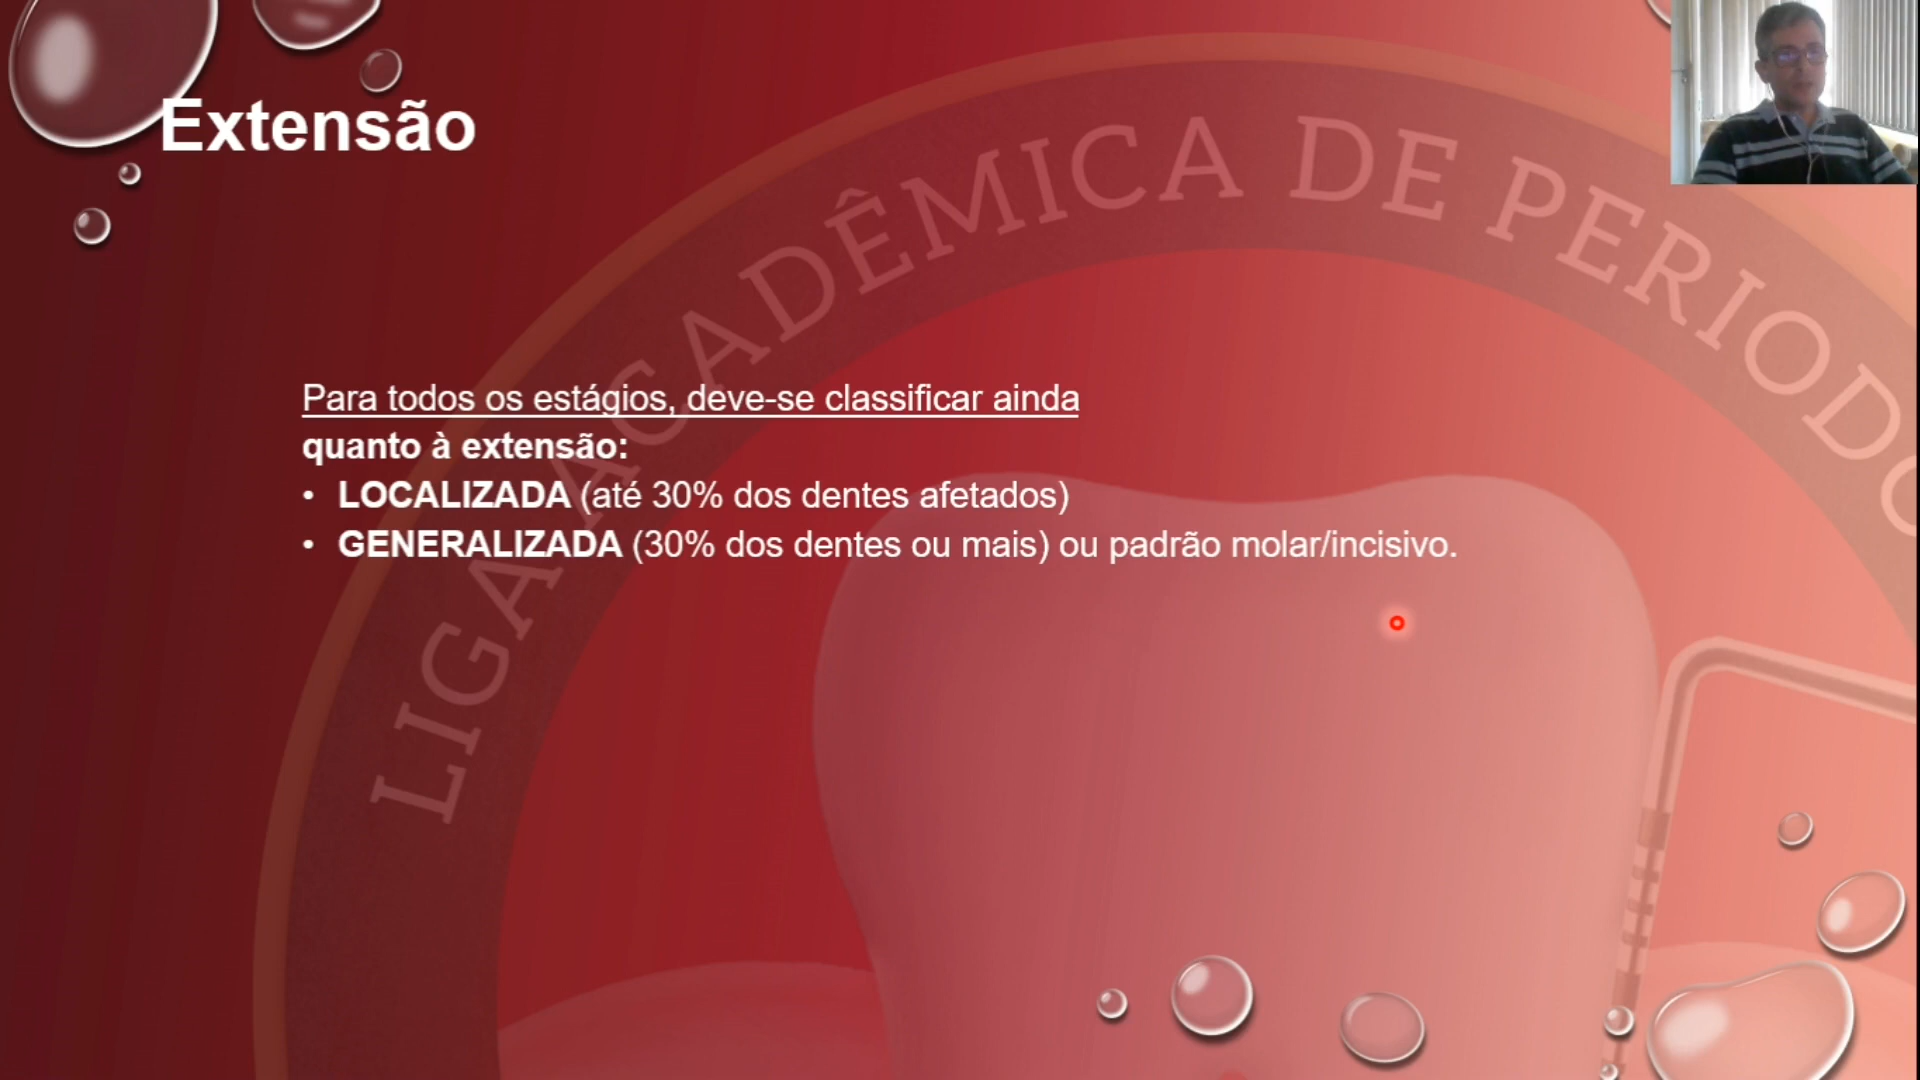 Extensão
LIGA ACADÊMICA DE PERIODO
Para todos os estágios, deve-se classificar ainda
quanto à extensão:
• LOCALIZADA (até 30% dos dentes afetados)
• GENERALIZADA (30% dos dentes ou mais) ou padrão molar/incisivo.